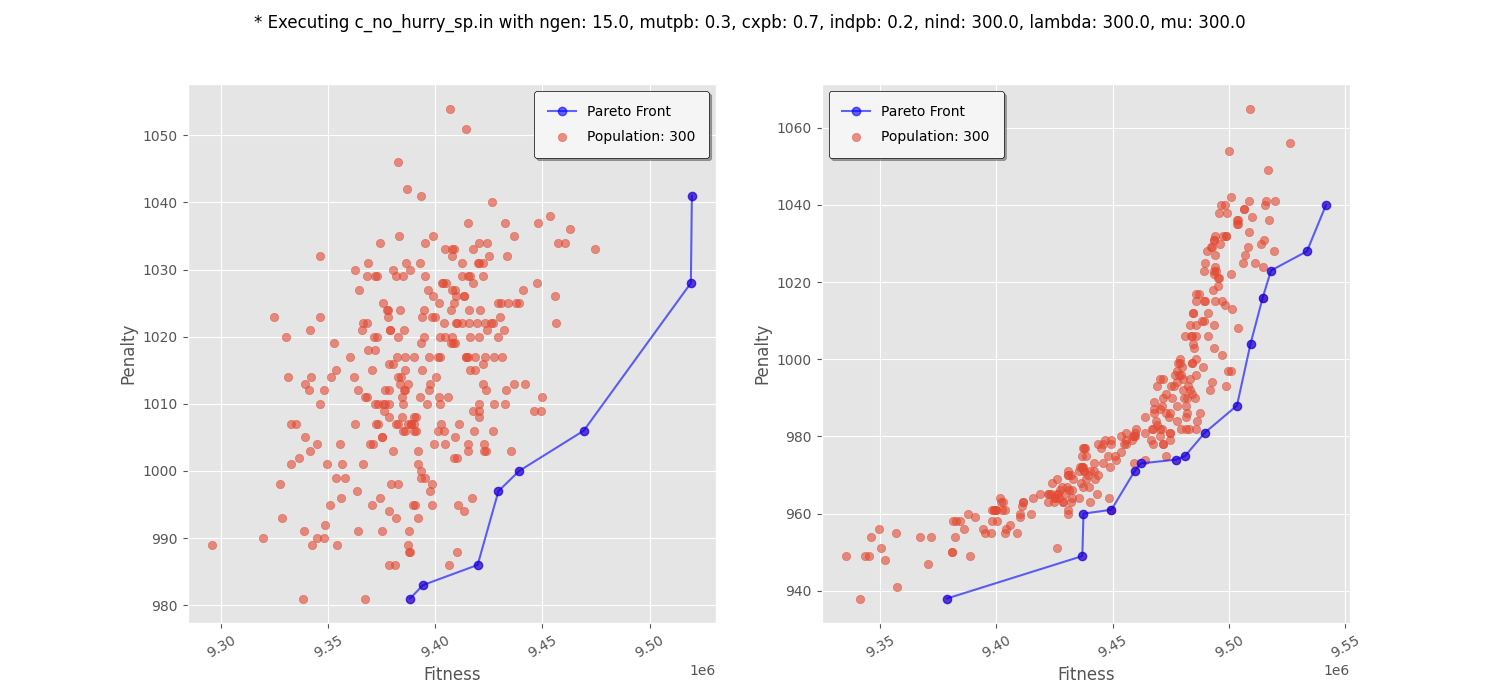 * Executing c_no_hurry_sp.in with ngen: 15.0, mutpb: 0.3, cxpb: 0.7, indpb: 0.2, nind: 300.0, lambda: 300.0, mu: 300.0
Pareto Front
Population: 300
Penalty
1050
1040
1030
1020
1010
1000
990
980
9.30
9.35
9.40
9.45
9.50
1e6
Fitness
Pareto Front
Population: 300
Penalty
1060
1040
1020
1000
980
960
940
9.35
9.40
9.45
9.50
9.55
1e6
Fitness